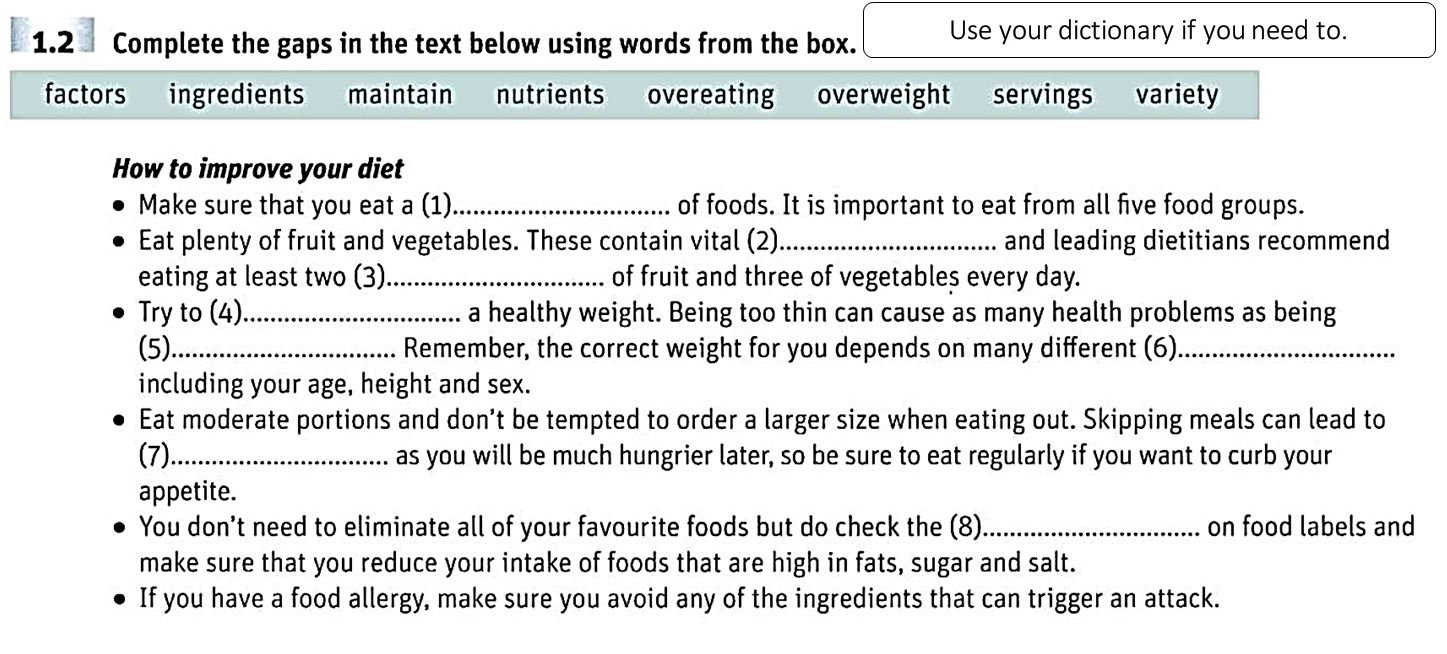 Use your dictionary if you need to.
1.2 Complete the gaps in the text below using words from the box.
factors ingredients maintain nutrients overeating overweight servings variety
How to improve your diet
• Make sure that you eat a (1)................................ of foods. It is important to eat from all five food groups.
• Eat plenty of fruit and vegetables. These contain vital (2)................................ and leading dietitians recommend
eating at least two (3)................................ of fruit and three of vegetables every day.
• Try to (4)................................ a healthy weight. Being too thin can cause as many health problems as being
(5)................................. Remember, the correct weight for you depends on many different (6)................................
including your age, height and sex.
• Eat moderate portions and don't be tempted to order a larger size when eating out. Skipping meals can lead to
(7)................................ as you will be much hungrier later, so be sure to eat regularly if you want to curb your
appetite.
• You don't need to eliminate all of your favourite foods but do check the (8)................................ on food labels and
make sure that you reduce your intake of foods that are high in fats, sugar and salt.
• If you have a food allergy, make sure you avoid any of the ingredients that can trigger an attack.